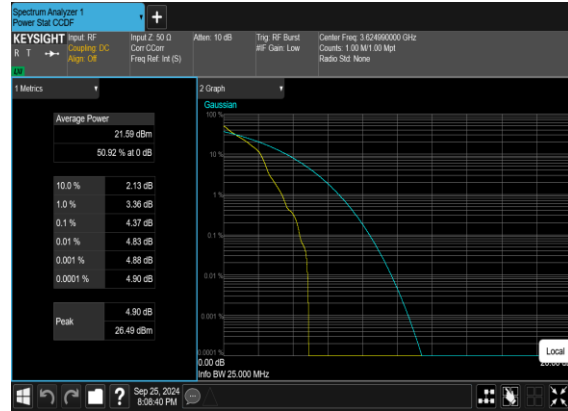 Spectrum Analyzer 1
Power Stat CCDF
KEYSIGHT
R T
LM
Input: RF
Coupling: DC
Align: Off
Input Z: 50 Ω
Corr CCorr
Freq Ref: Int (S)
Atten: 10 dB
Trig: RF Burst
#IF Gain: Low
Center Freq: 3.624990000 GHz
Counts: 1.00 M/1.00 Mpt
Radio Std: None
1 Metrics
Average Power
21.59 dBm
50.92 % at 0 dB
10.0 % 2.13 dB
1.0 % 3.36 dB
0.1 % 4.37 dB
0.01 % 4.83 dB
0.001 % 4.88 dB
0.0001 % 4.90 dB
Peak
4.90 dB
26.49 dBm
2 Graph
Gaussian
100 %
10 %
1 %
0.1 %
0.01 %
0.001 %
0.0001 %
0.00 dB
Info BW 25.000 MHz
Local
?
Sep 25, 2024
8:08:40 PM